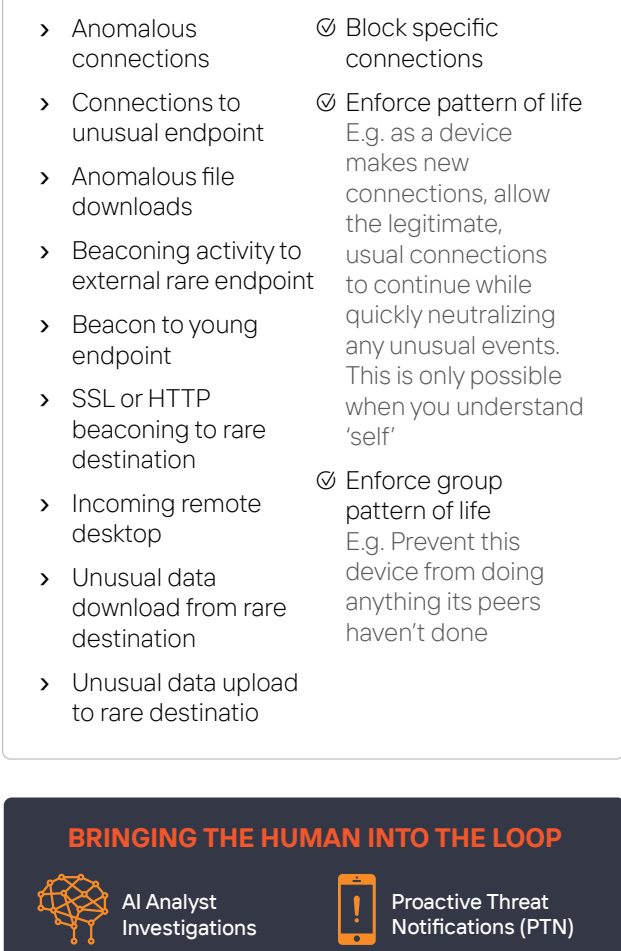 Anomalous
connections
Connections to
unusual endpoint
Anomalous file
downloads
Beaconing activity to
external rare endpoint
Beacon to young
endpoint
SSL or HTTP
beaconing to rare
destination
Incoming remote
desktop
Unusual data
download from rare
destination
Unusual data upload
to rare destinatio
Block specific
connections
Enforce pattern of life
E.g. as a device
makes new
connections, allow
the legitimate,
usual connections
to continue while
quickly neutralizing
any unusual events.
This is only possible
when you understand
‘self’
Enforce group
pattern of life
E.g. Prevent this
device from doing
anything its peers
haven’t done
BRINGING THE HUMAN INTO THE LOOP
AI Analyst
Investigations
Proactive Threat
Notifications (PTN)